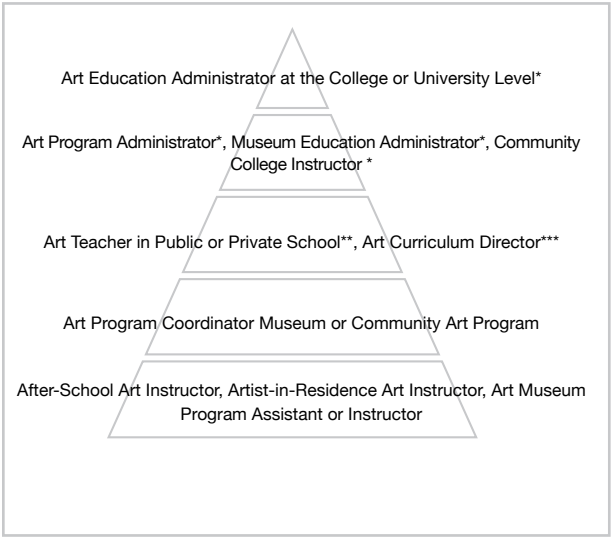 Art Education Administrator at the College or University Level*
Art Program Administrator*, Museum Education Administrator*, Community
College Instructor *
Art Teacher in Public or Private School**, Art Curriculum Director***
Art Program Coordinator Museum or Community Art Program
After-School Art Instructor, Artist-in-Residence Art Instructor, Art Museum
Program Assistant or Instructor